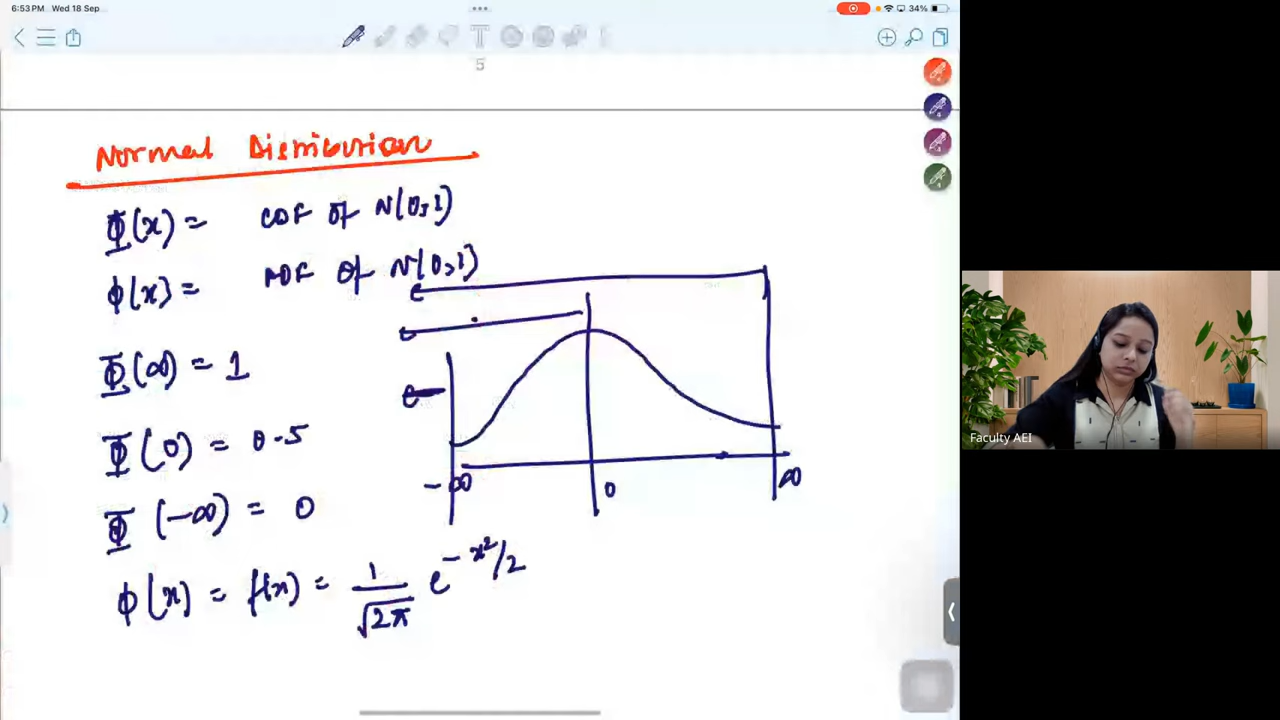 6:53 PM Wed 18 Sep
34%
5
Normal Distribution
Φ(x) = CDF of N(0,1)
ϕ(x) = PDF of N(0,1)
Φ(∞) = 1
Φ(0) = 0.5
Φ(-∞) = 0
-∞ 0 ∞
ϕ(x) = f(x) = 1/√2π e^-x²/2
Faculty AEI